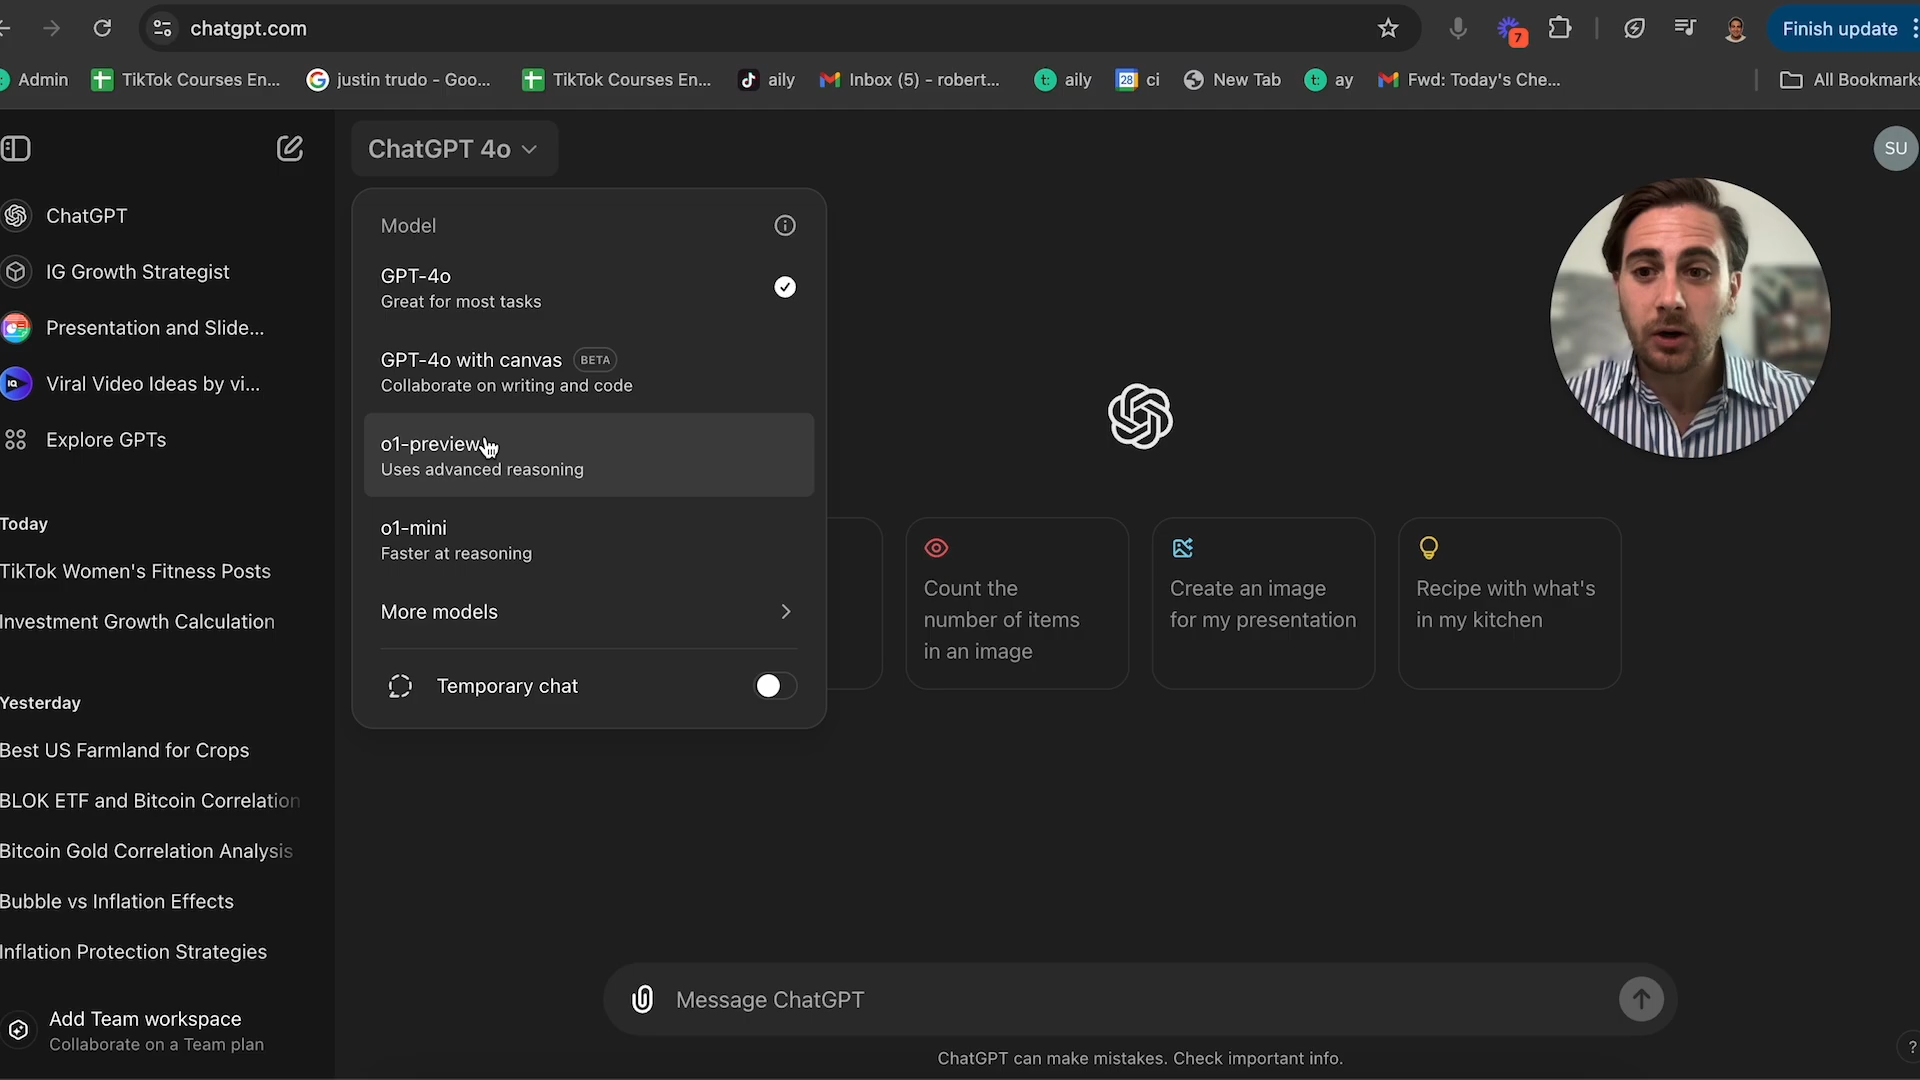 chatgpt.com
7
Finish update
Admin
TikTok Courses En...
justin trudo - Goo...
TikTok Courses En...
aily
Inbox (5) - robert...
t:
aily
28
ci
New Tab
t:
ay
Fwd: Today's Che...
All Bookmarks
ChatGPT 4o
SU
ChatGPT
IG Growth Strategist
Presentation and Slide...
IQ
Viral Video Ideas by vi...
Explore GPTs
Today
TikTok Women's Fitness Posts
Investment Growth Calculation
Yesterday
Best US Farmland for Crops
BLOK ETF and Bitcoin Correlation
Bitcoin Gold Correlation Analysis
Bubble vs Inflation Effects
Inflation Protection Strategies
Add Team workspace
Collaborate on a Team plan
Model
GPT-4o
Great for most tasks
GPT-4o with canvas BETA
Collaborate on writing and code
o1-preview
Uses advanced reasoning
o1-mini
Faster at reasoning
More models
Temporary chat
Count the
number of items
in an image
Create an image
for my presentation
Recipe with what's
in my kitchen
Message ChatGPT
ChatGPT can make mistakes. Check important info.
?